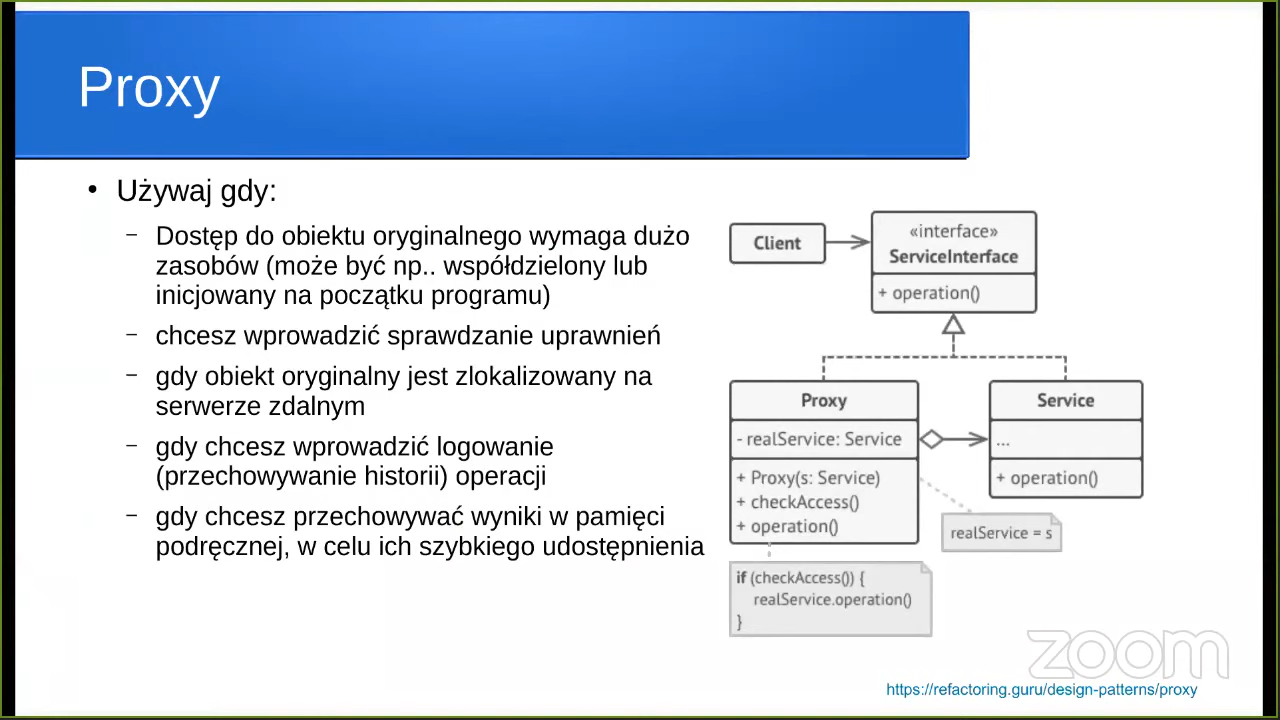 Proxy
• Używaj gdy:
– Dostęp do obiektu oryginalnego wymaga dużo
zasobów (może być np.. współdzielony lub
inicjowany na początku programu)
– chcesz wprowadzić sprawdzanie uprawnień
– gdy obiekt oryginalny jest zlokalizowany na
serwerze zdalnym
– gdy chcesz wprowadzić logowanie
(przechowywanie historii) operacji
– gdy chcesz przechowywać wyniki w pamięci
podręcznej, w celu ich szybkiego udostępnienia
Client
«interface»
ServiceInterface
+ operation()
Proxy
- realService: Service
+ Proxy(s: Service)
+ checkAccess()
+ operation()
Service
...
+ operation()
realService = s
if (checkAccess()) {
realService.operation()
}
zoom
https://refactoring.guru/design-patterns/proxy